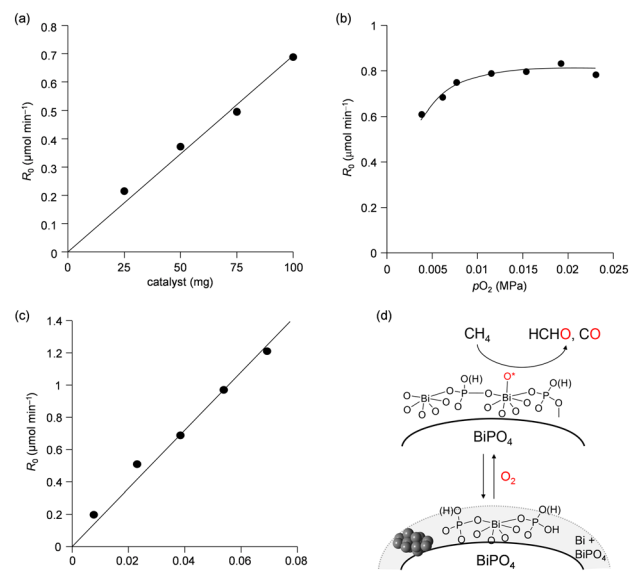 (a)
0.8
0.7
0.6
0.5
0.4
0.3
0.2
0.1
0
R₀ (μmol min⁻¹)
0 25 50 75 100
catalyst (mg)
(b)
1
0.8
0.6
0.4
0.2
0
R₀ (μmol min⁻¹)
0 0.005 0.01 0.015 0.02 0.025
pO₂ (MPa)
(c)
1.4
1.2
1
0.8
0.6
0.4
0.2
0
R₀ (μmol min⁻¹)
0 0.02 0.04 0.06 0.08
(d)
CH₄ HCHO, CO
O(H) O* O(H)
O Bi O P O Bi O P O
O O O O O O O O O
BiPO₄
O₂
(H)O O(H)
P O Bi O P
O O O O O OH
Bi +
BiPO₄
BiPO₄